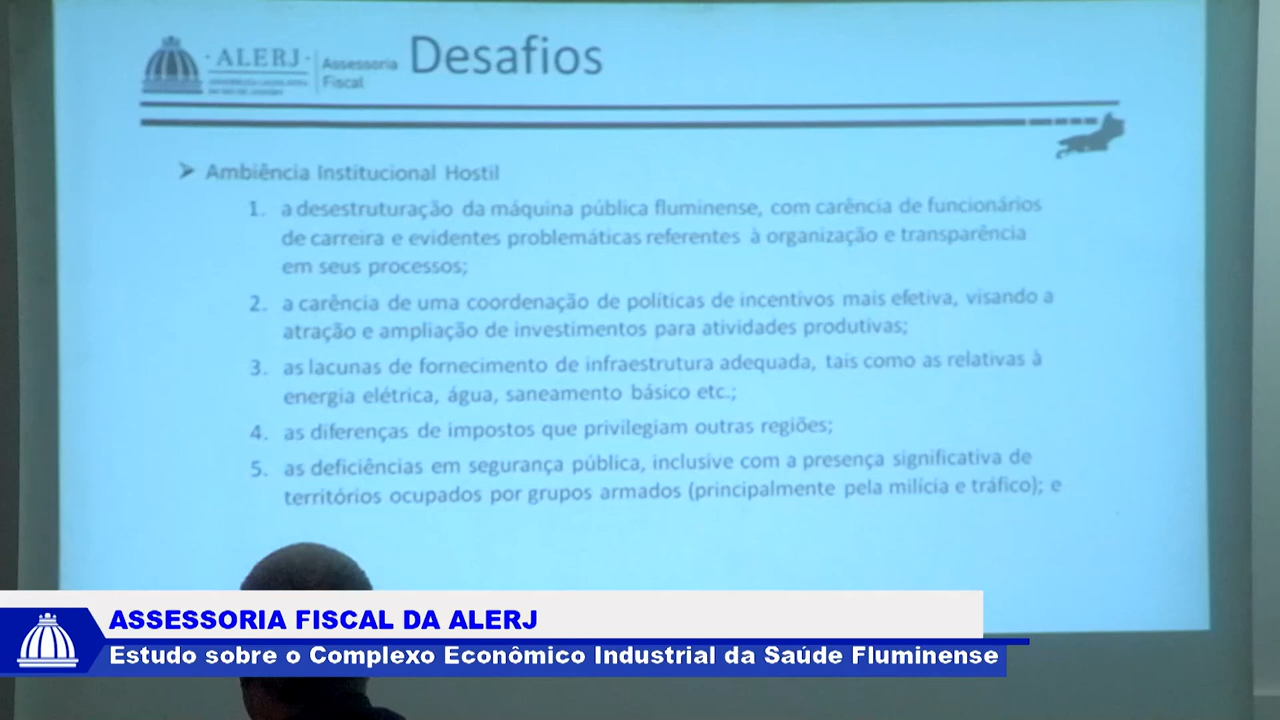 ·ALERJ·
Assessoria
Fiscal
Desafios
➤ Ambiência Institucional Hostil
1. a desestruturação da máquina pública fluminense, com carência de funcionários
de carreira e evidentes problemáticas referentes à organização e transparência
em seus processos;
2. a carência de uma coordenação de políticas de incentivos mais efetiva, visando a
atração e ampliação de investimentos para atividades produtivas;
3. as lacunas de fornecimento de infraestrutura adequada, tais como as relativas à
energia elétrica, água, saneamento básico etc.;
4. as diferenças de impostos que privilegiam outras regiões;
5. as deficiências em segurança pública, inclusive com a presença significativa de
territórios ocupados por grupos armados (principalmente pela milícia e tráfico); e
ASSESSORIA FISCAL DA ALERJ
Estudo sobre o Complexo Econômico Industrial da Saúde Fluminense